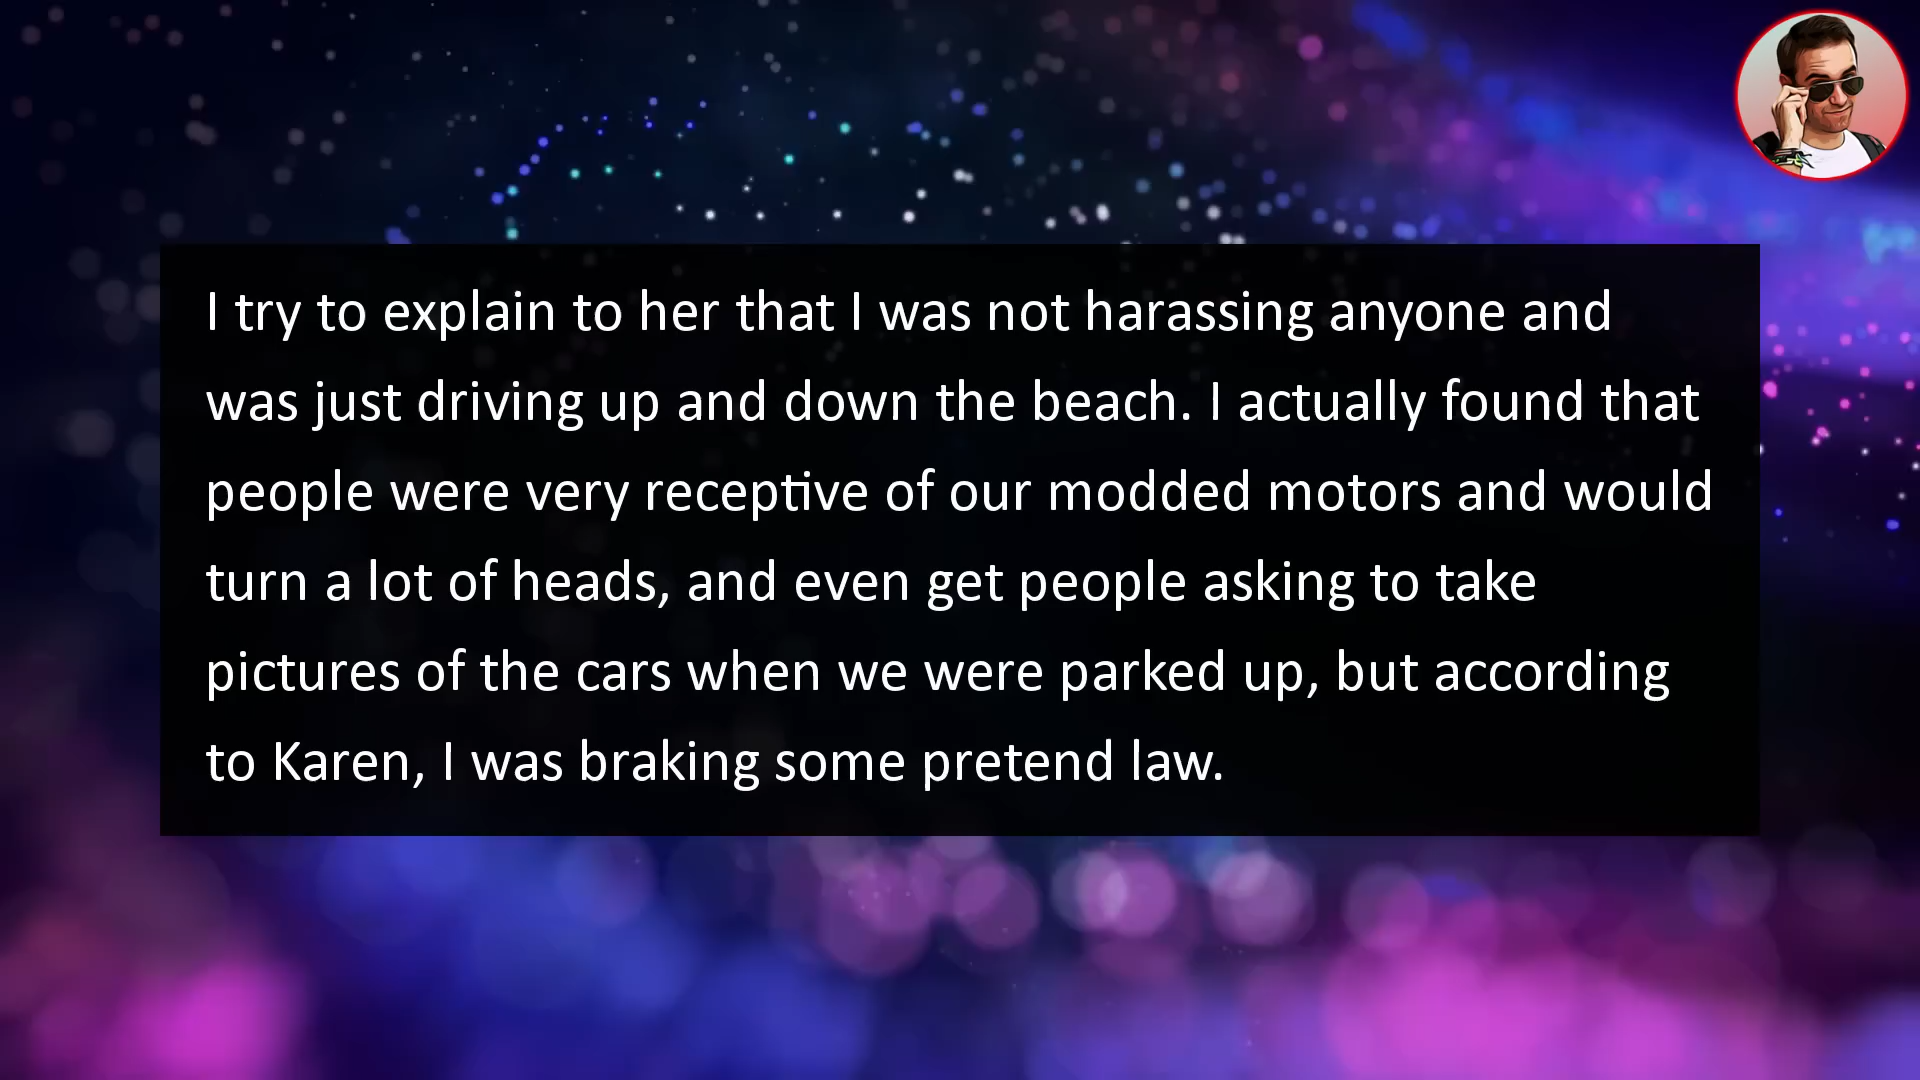 I try to explain to her that I was not harassing anyone and
was just driving up and down the beach. I actually found that
people were very receptive of our modded motors and would
turn a lot of heads, and even get people asking to take
pictures of the cars when we were parked up, but according
to Karen, I was braking some pretend law.